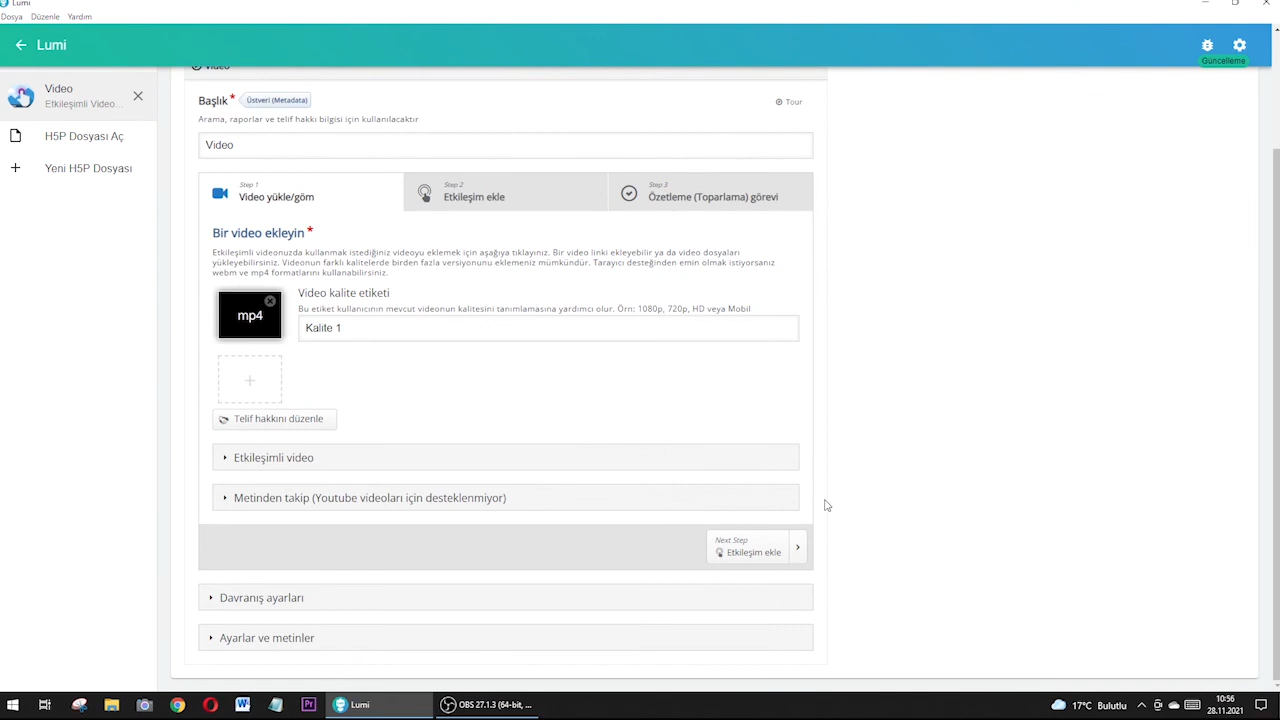 Lumi
Dosya Düzenle Yardım
Lumi
Güncelleme
Video
Etkileşimli Video...
H5P Dosyası Aç
Yeni H5P Dosyası
Video
Başlık* Üstveri (Metadata)
Tour
Arama, raporlar ve telif hakkı bilgisi için kullanılacaktır
Video
Step 1
Video yükle/göm
Step 2
Etkileşim ekle
Step 3
Özetleme (Toparlama) görevi
Bir video ekleyin *
Etkileşimli videonuzda kullanmak istediğiniz videoyu eklemek için aşağıya tıklayınız. Bir video linki ekleyebilir ya da video dosyaları
yükleyebilirsiniz. Videonun farklı kalitelerde birden fazla versiyonunu eklemeniz mümkündür. Tarayıcı desteğinden emin olmak istiyorsanız
webm ve mp4 formatlarını kullanabilirsiniz.
mp4
Video kalite etiketi
Bu etiket kullanıcının mevcut videonun kalitesini tanımlamasına yardımcı olur. Örn: 1080p, 720p, HD veya Mobil
Kalite 1
+
Telif hakkını düzenle
Etkileşimli video
Metinden takip (Youtube videoları için desteklenmiyor)
Next Step
Etkileşim ekle
Davranış ayarları
Ayarlar ve metinler
Lumi
OBS 27.1.3 (64-bit, ...
17°C Bulutlu
10:56
28.11.2021